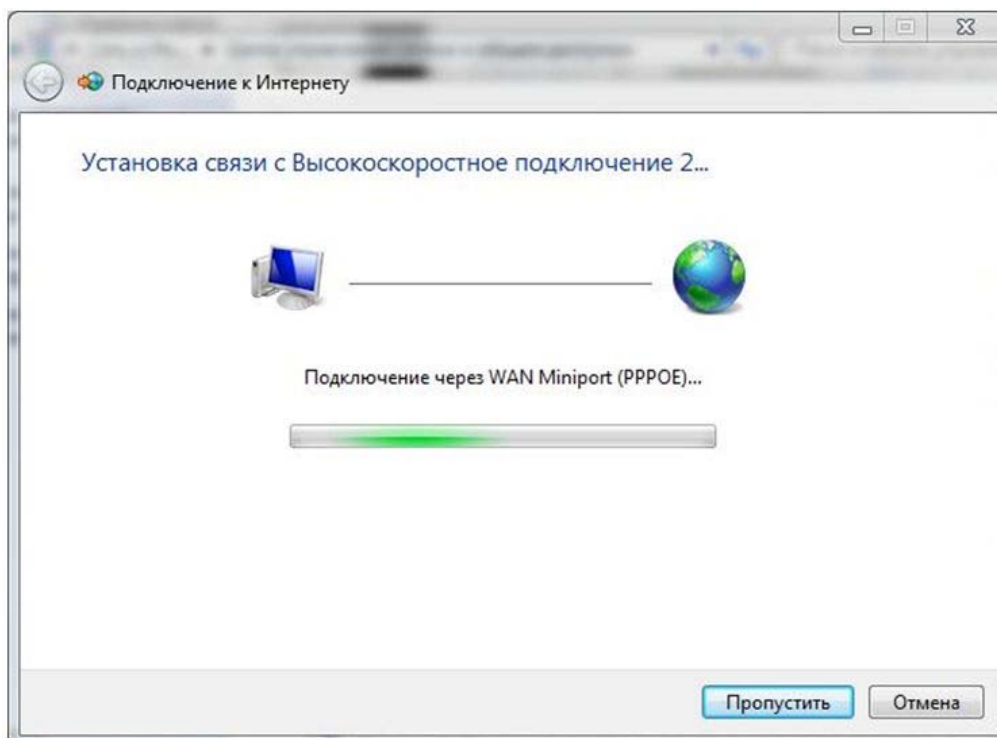 Подключение к Интернету
Установка связи с Высокоскоростное подключение 2...
Подключение через WAN Miniport (PPPOE)...
Пропустить
Отмена